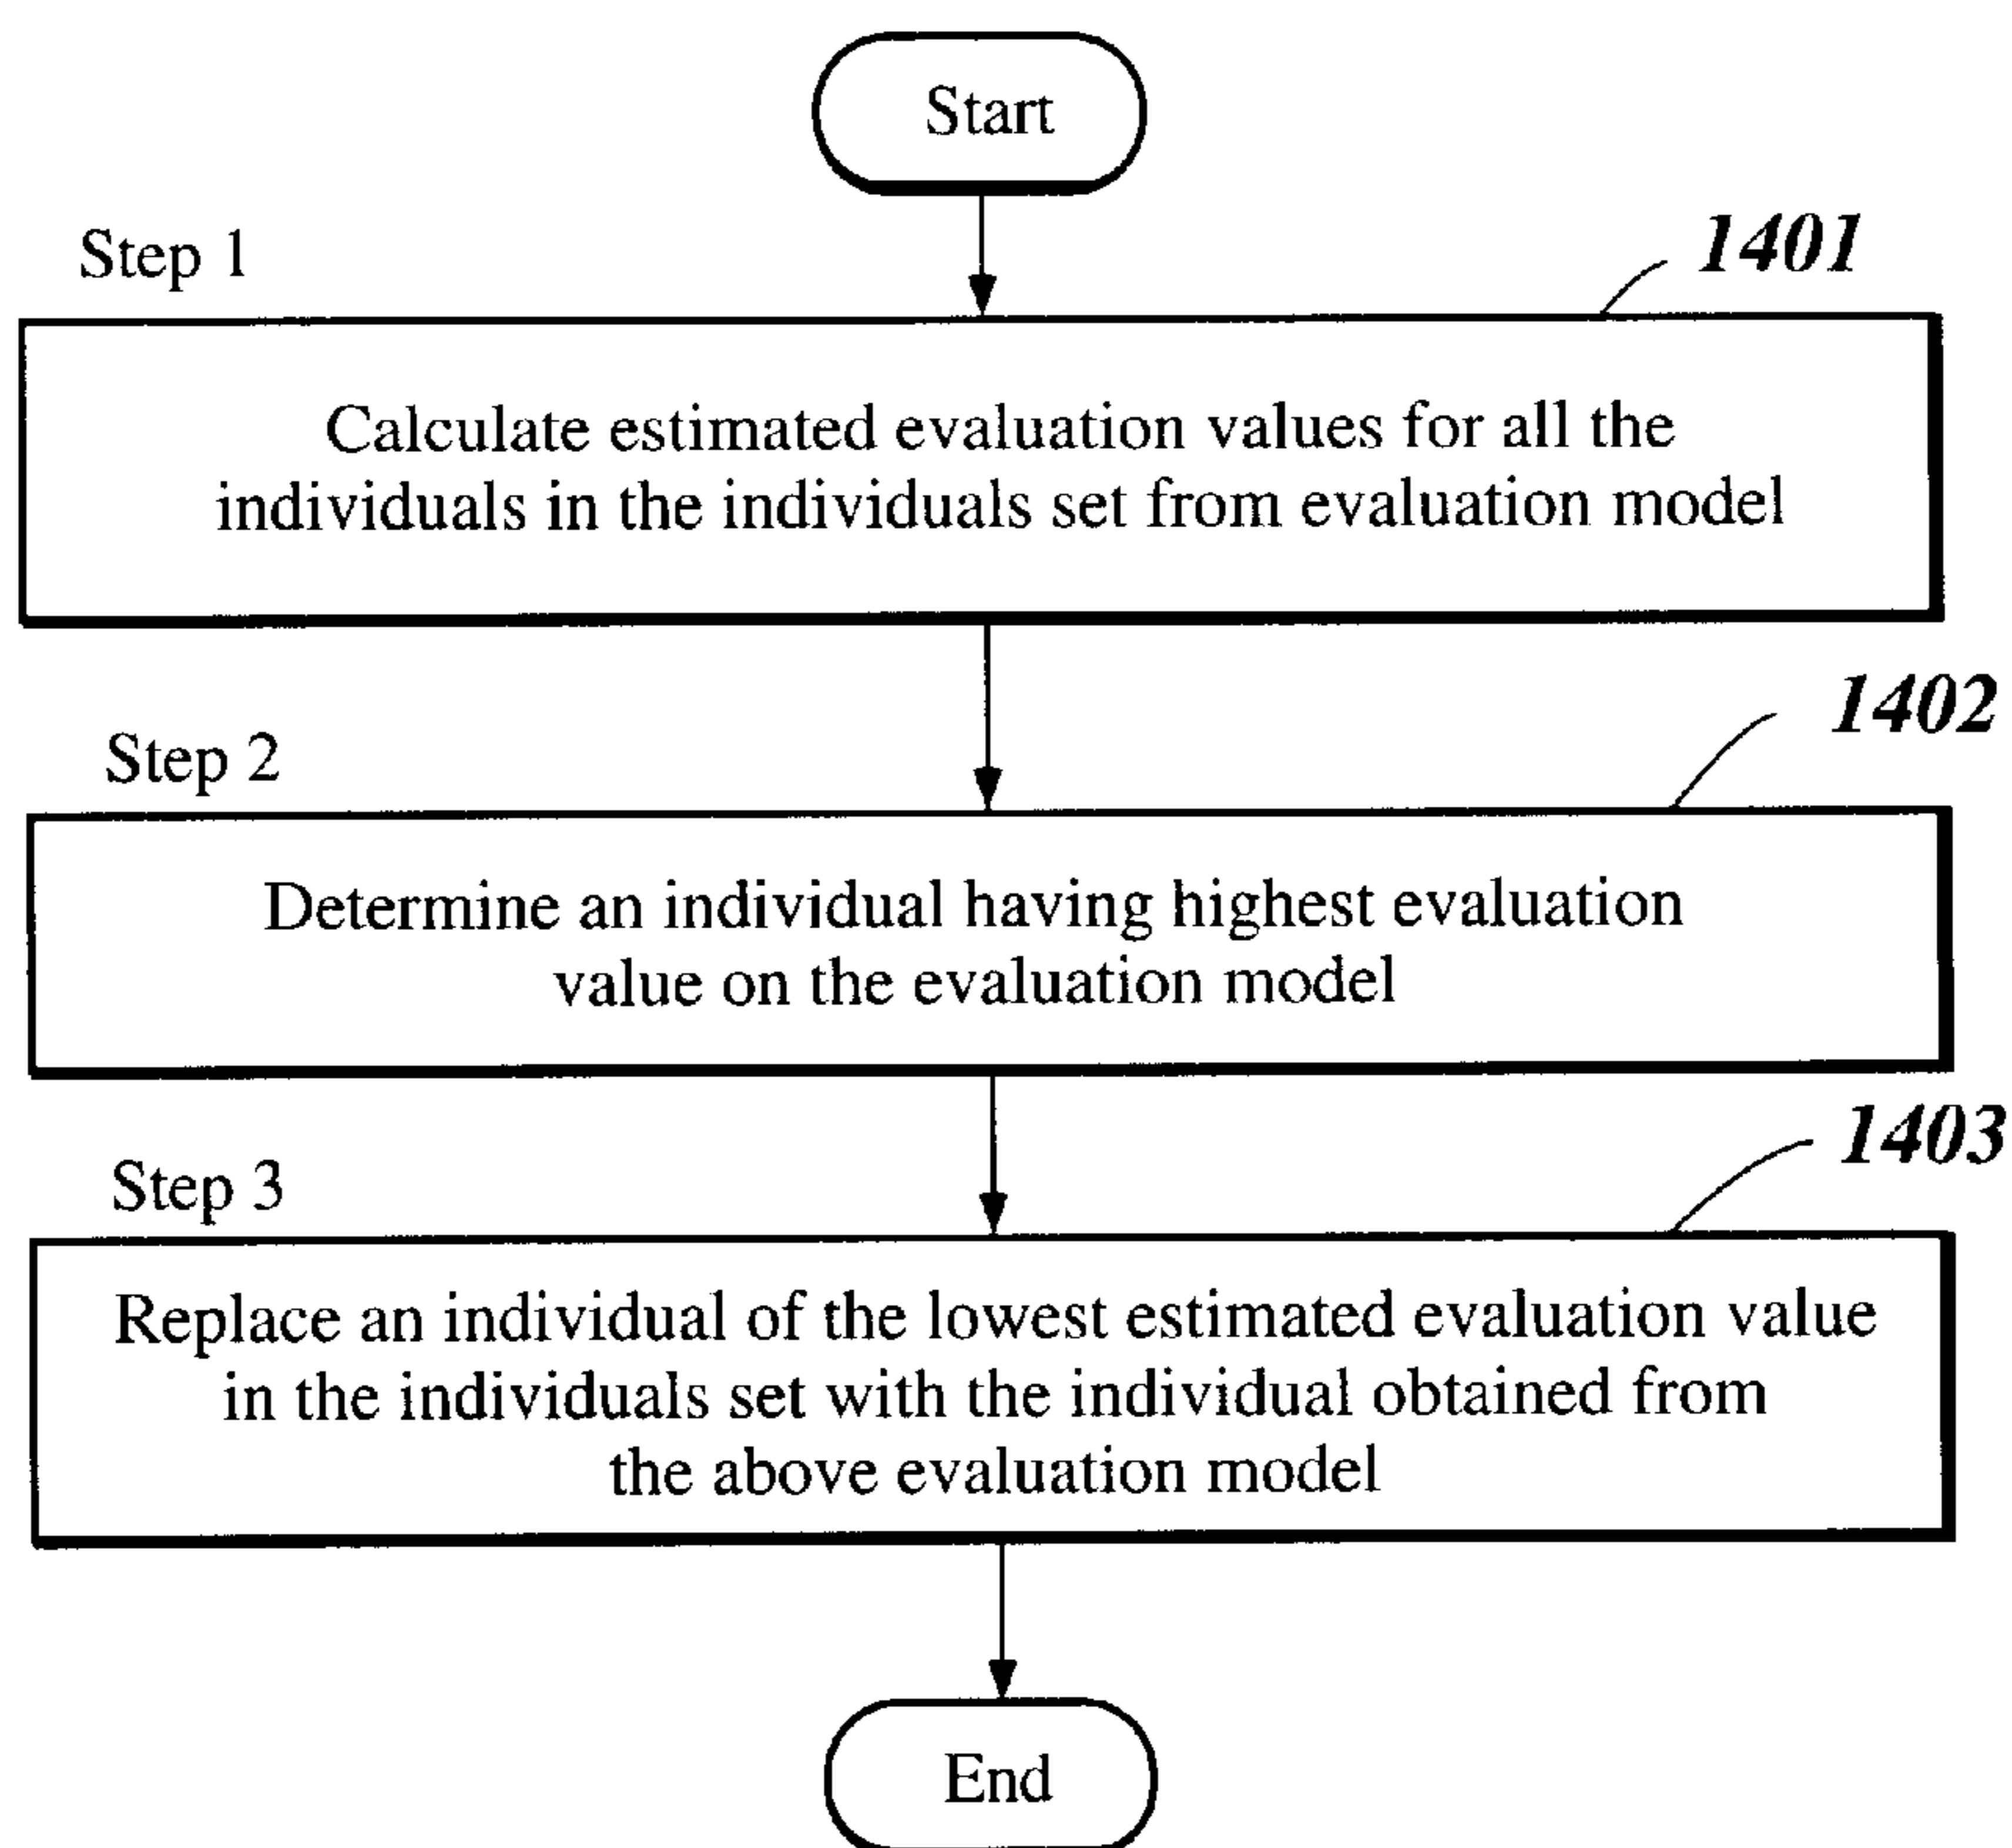 Start
Step 1
1401
Calculate estimated evaluation values for all the
individuals in the individuals set from evaluation model
Step 2
1402
Determine an individual having highest evaluation
value on the evaluation model
Step 3
1403
Replace an individual of the lowest estimated evaluation value
in the individuals set with the individual obtained from
the above evaluation model
End